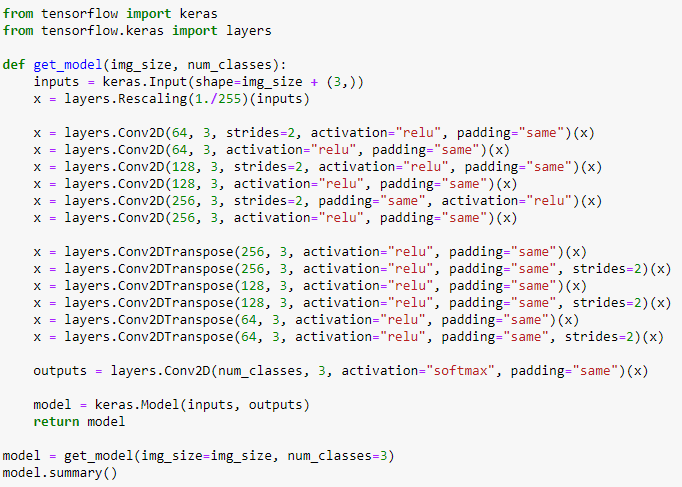 from tensorflow import keras
from tensorflow.keras import layers

def get_model(img_size, num_classes):
    inputs = keras.Input(shape=img_size + (3,))
    x = layers.Rescaling(1./255)(inputs)

    x = layers.Conv2D(64, 3, strides=2, activation="relu", padding="same")(x)
    x = layers.Conv2D(64, 3, activation="relu", padding="same")(x)
    x = layers.Conv2D(128, 3, strides=2, activation="relu", padding="same")(x)
    x = layers.Conv2D(128, 3, activation="relu", padding="same")(x)
    x = layers.Conv2D(256, 3, strides=2, padding="same", activation="relu")(x)
    x = layers.Conv2D(256, 3, activation="relu", padding="same")(x)

    x = layers.Conv2DTranspose(256, 3, activation="relu", padding="same")(x)
    x = layers.Conv2DTranspose(256, 3, activation="relu", padding="same", strides=2)(x)
    x = layers.Conv2DTranspose(128, 3, activation="relu", padding="same")(x)
    x = layers.Conv2DTranspose(128, 3, activation="relu", padding="same", strides=2)(x)
    x = layers.Conv2DTranspose(64, 3, activation="relu", padding="same")(x)
    x = layers.Conv2DTranspose(64, 3, activation="relu", padding="same", strides=2)(x)

    outputs = layers.Conv2D(num_classes, 3, activation="softmax", padding="same")(x)

    model = keras.Model(inputs, outputs)
    return model

model = get_model(img_size=img_size, num_classes=3)
model.summary()